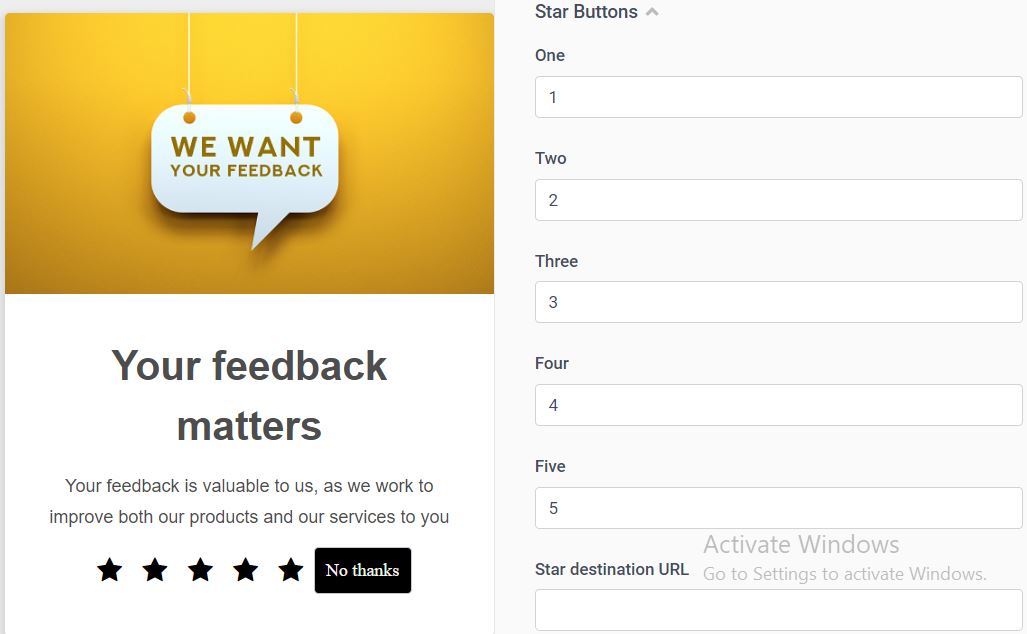 WE WANT
YOUR FEEDBACK
Your feedback
matters
Your feedback is valuable to us, as we work to
improve both our products and our services to you
No thanks
Star Buttons
One
1
Two
2
Three
3
Four
4
Five
5
Activate Windows
Go to Settings to activate Windows.
Star destination URL